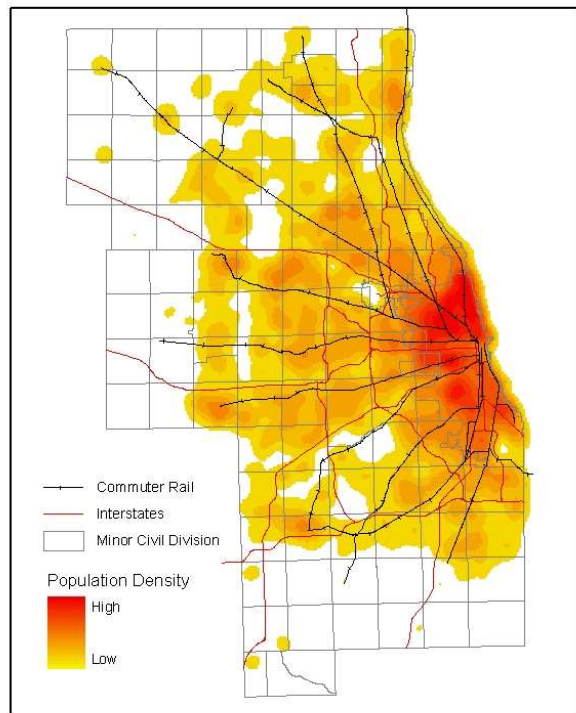 Commuter Rail
Interstates
Minor Civil Division
Population Density
High
Low